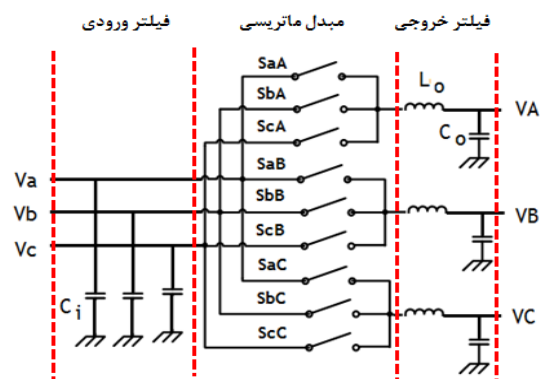 فیلتر خروجی
مبدل ماتریسی
فیلتر ورودی
SaA
SbA
ScA
SaB
SbB
ScB
SaC
SbC
ScC
Va
Vb
Vc
Ci
Lo
Co
VA
VB
VC